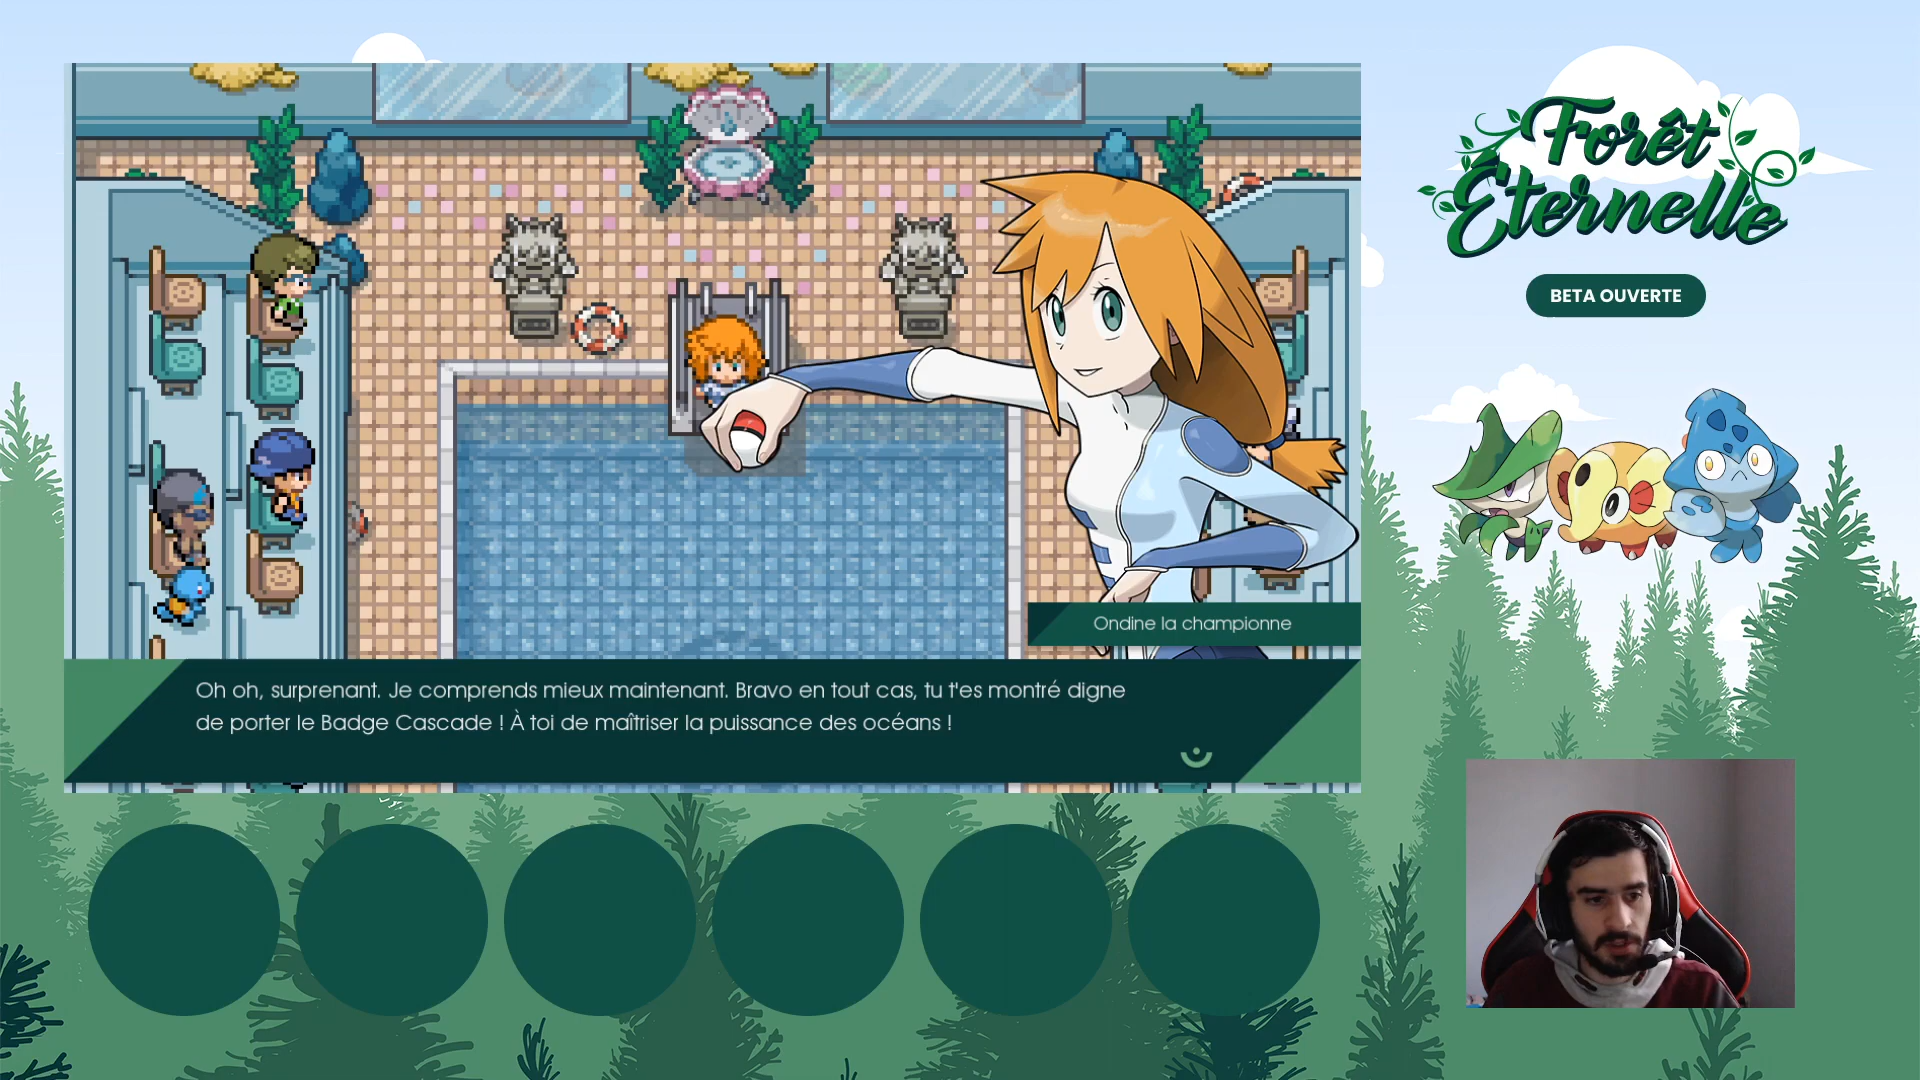 Forêt
Éternelle
BETA OUVERTE
Ondine la championne
Oh oh, surprenant. Je comprends mieux maintenant. Bravo en tout cas, tu t'es montré digne
de porter le Badge Cascade ! À toi de maîtriser la puissance des océans !